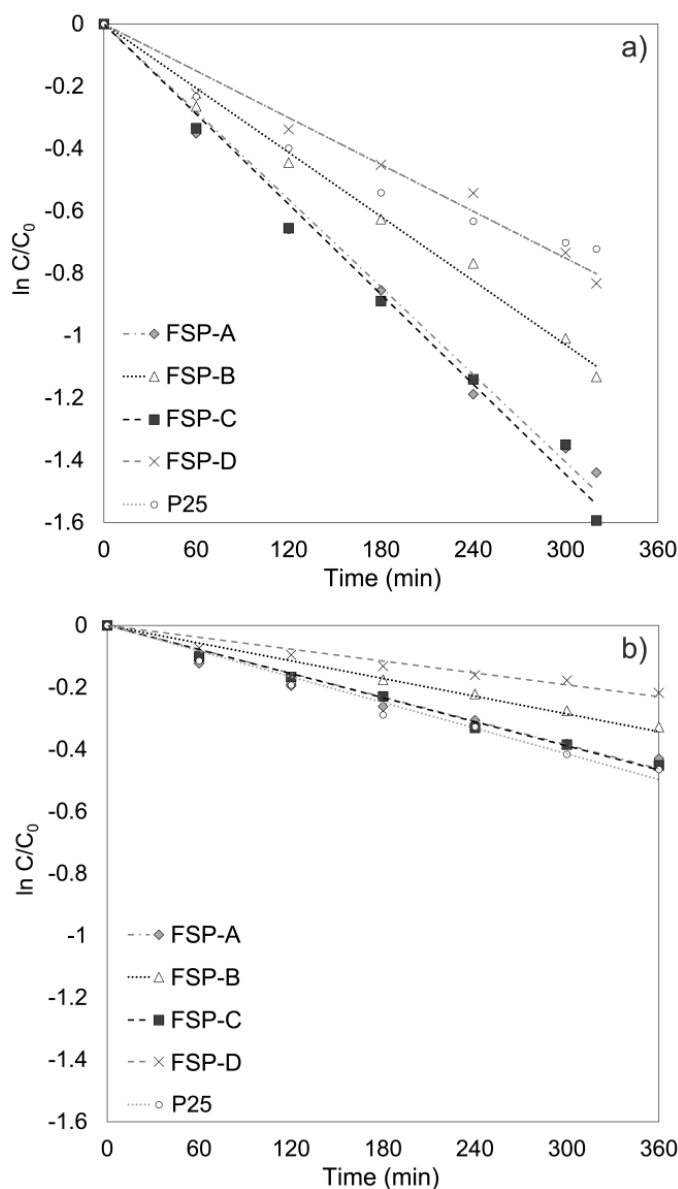 a)
0
-0.2
-0.4
-0.6
-0.8
-1
-1.2
-1.4
-1.6
ln C/C₀
FSP-A
FSP-B
FSP-C
FSP-D
P25
0 60 120 180 240 300 360
Time (min)
b)
0
-0.2
-0.4
-0.6
-0.8
-1
-1.2
-1.4
-1.6
ln C/C₀
FSP-A
FSP-B
FSP-C
FSP-D
P25
0 60 120 180 240 300 360
Time (min)